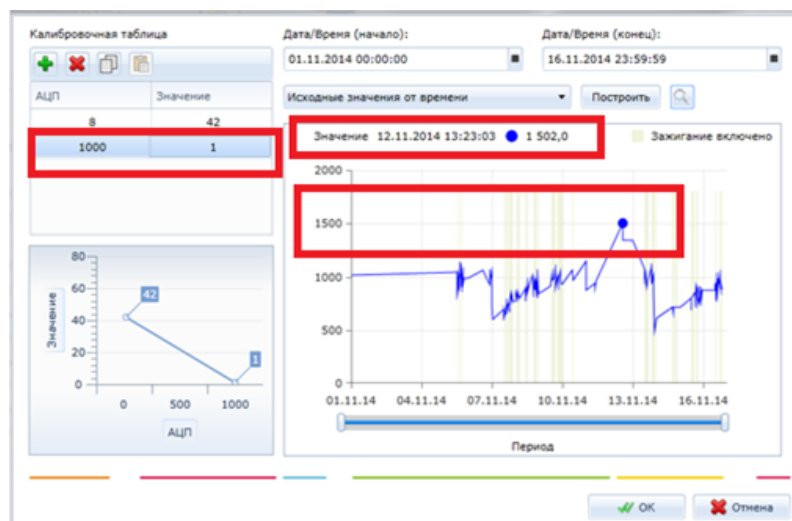 Калибровочная таблица
Дата/Время (начало):
Дата/Время (конец):
01.11.2014 00:00:00
16.11.2014 23:59:59
АЦП Значение
8 42
1000 1
Исходные значения от времени
Построить
Значение 12.11.2014 13:23:03 1 502,0
Зажигание включено
2000
1500
1000
500
0
01.11.14 04.11.14 07.11.14 10.11.14 13.11.14 16.11.14
Период
80
60
40
20
0
Значение
42
1
0 500 1000
АЦП
ОК
Отмена